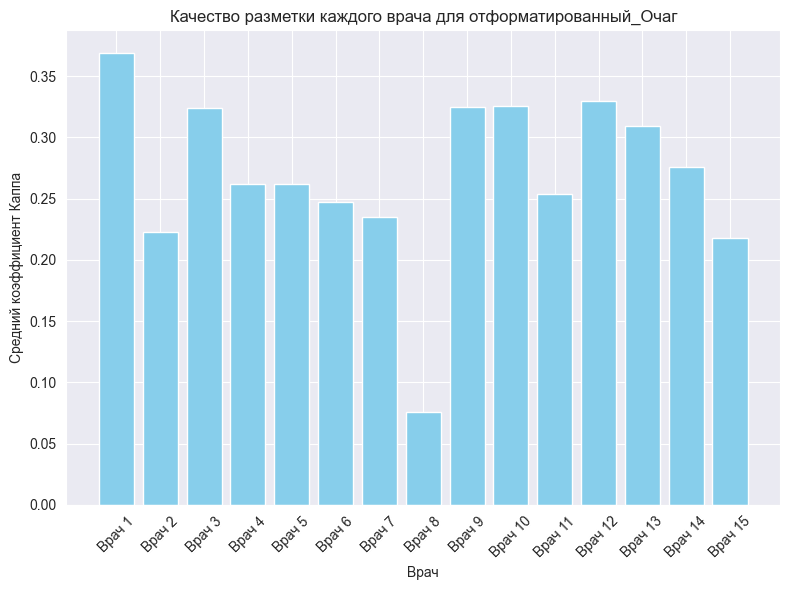 Качество разметки каждого врача для отформатированный_Очаг
Средний коэффициент Каппа
0.35
0.30
0.25
0.20
0.15
0.10
0.05
0.00
Врач 1
Врач 2
Врач 3
Врач 4
Врач 5
Врач 6
Врач 7
Врач 8
Врач 9
Врач 10
Врач 11
Врач 12
Врач 13
Врач 14
Врач 15
Врач